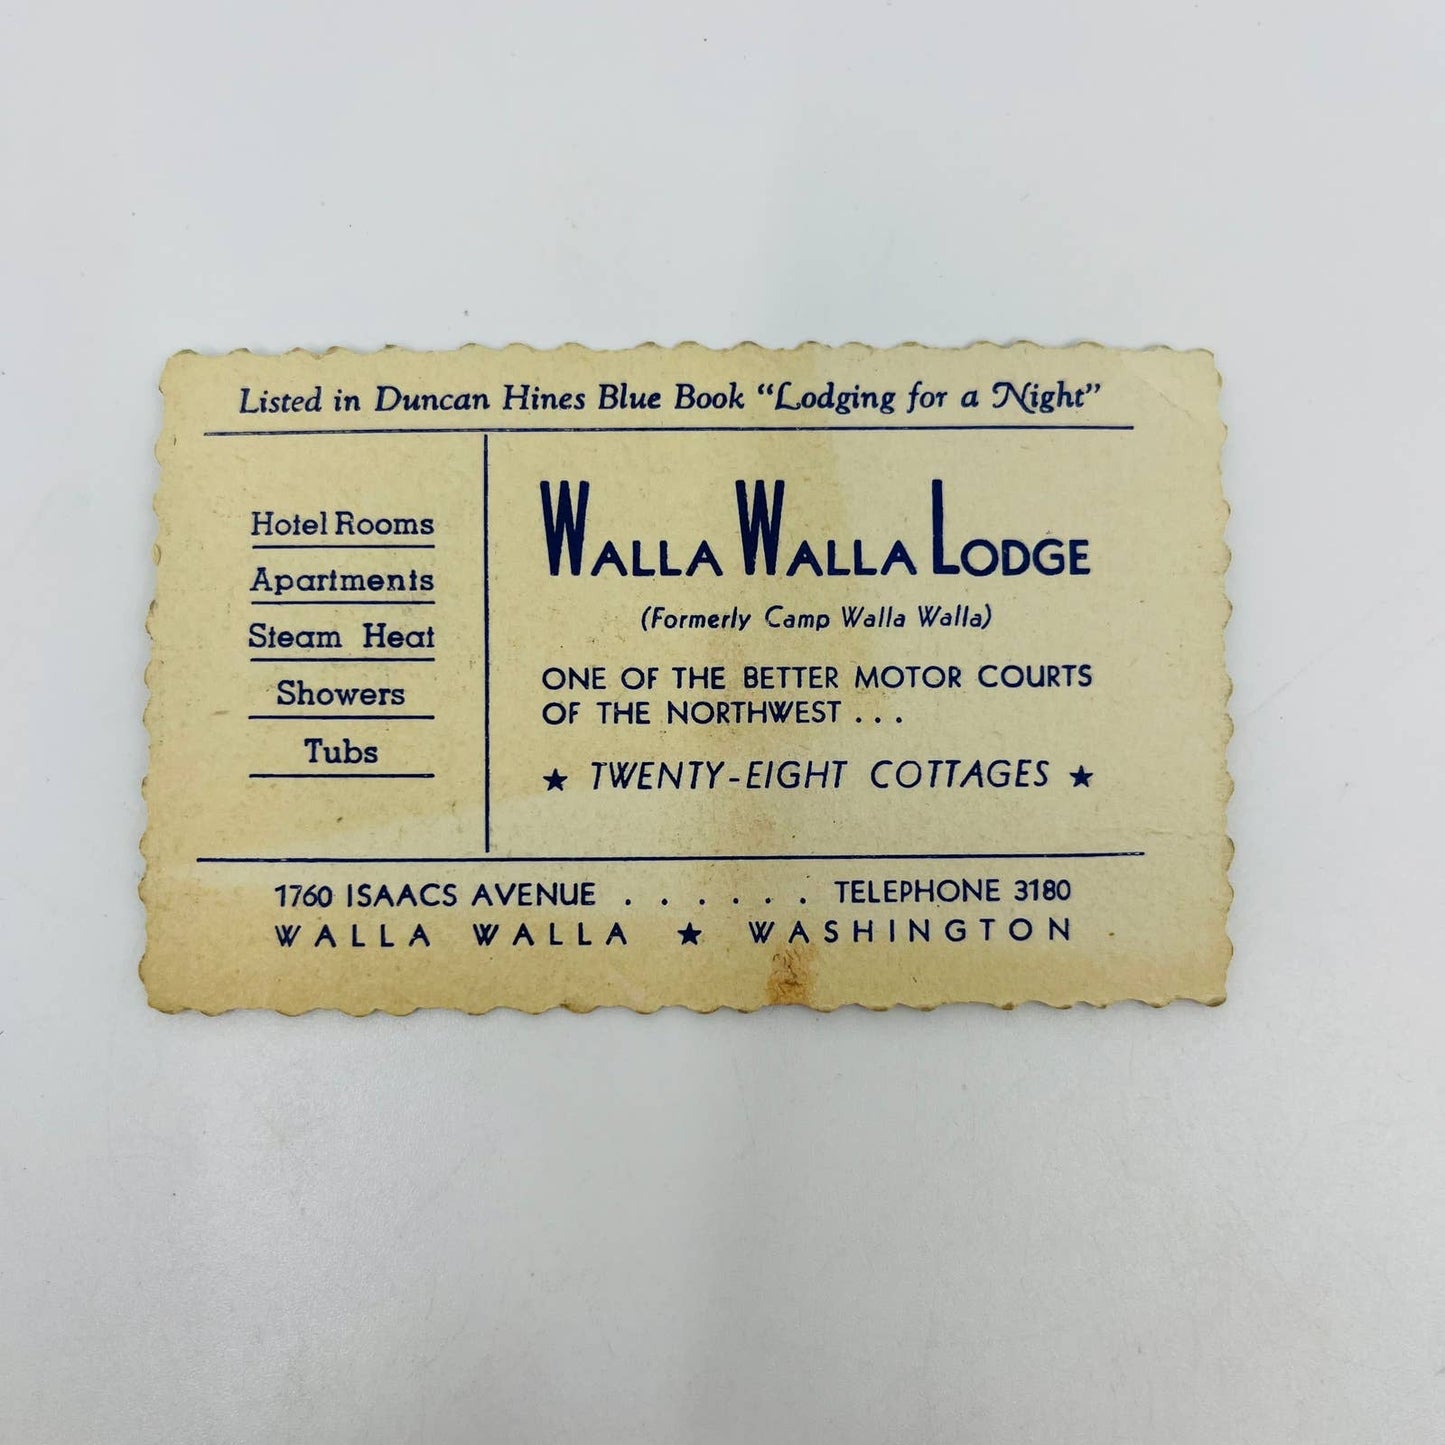 Listed in Duncan Hines Blue Book “Lodging for a Night”
Hotel Rooms
Apartments
Steam Heat
Showers
Tubs
WALLA WALLA LODGE
(Formerly Camp Walla Walla)
ONE OF THE BETTER MOTOR COURTS
OF THE NORTHWEST . . .
★ TWENTY-EIGHT COTTAGES ★
1760 ISAACS AVENUE . . . . . . TELEPHONE 3180
WALLA WALLA ★ WASHINGTON